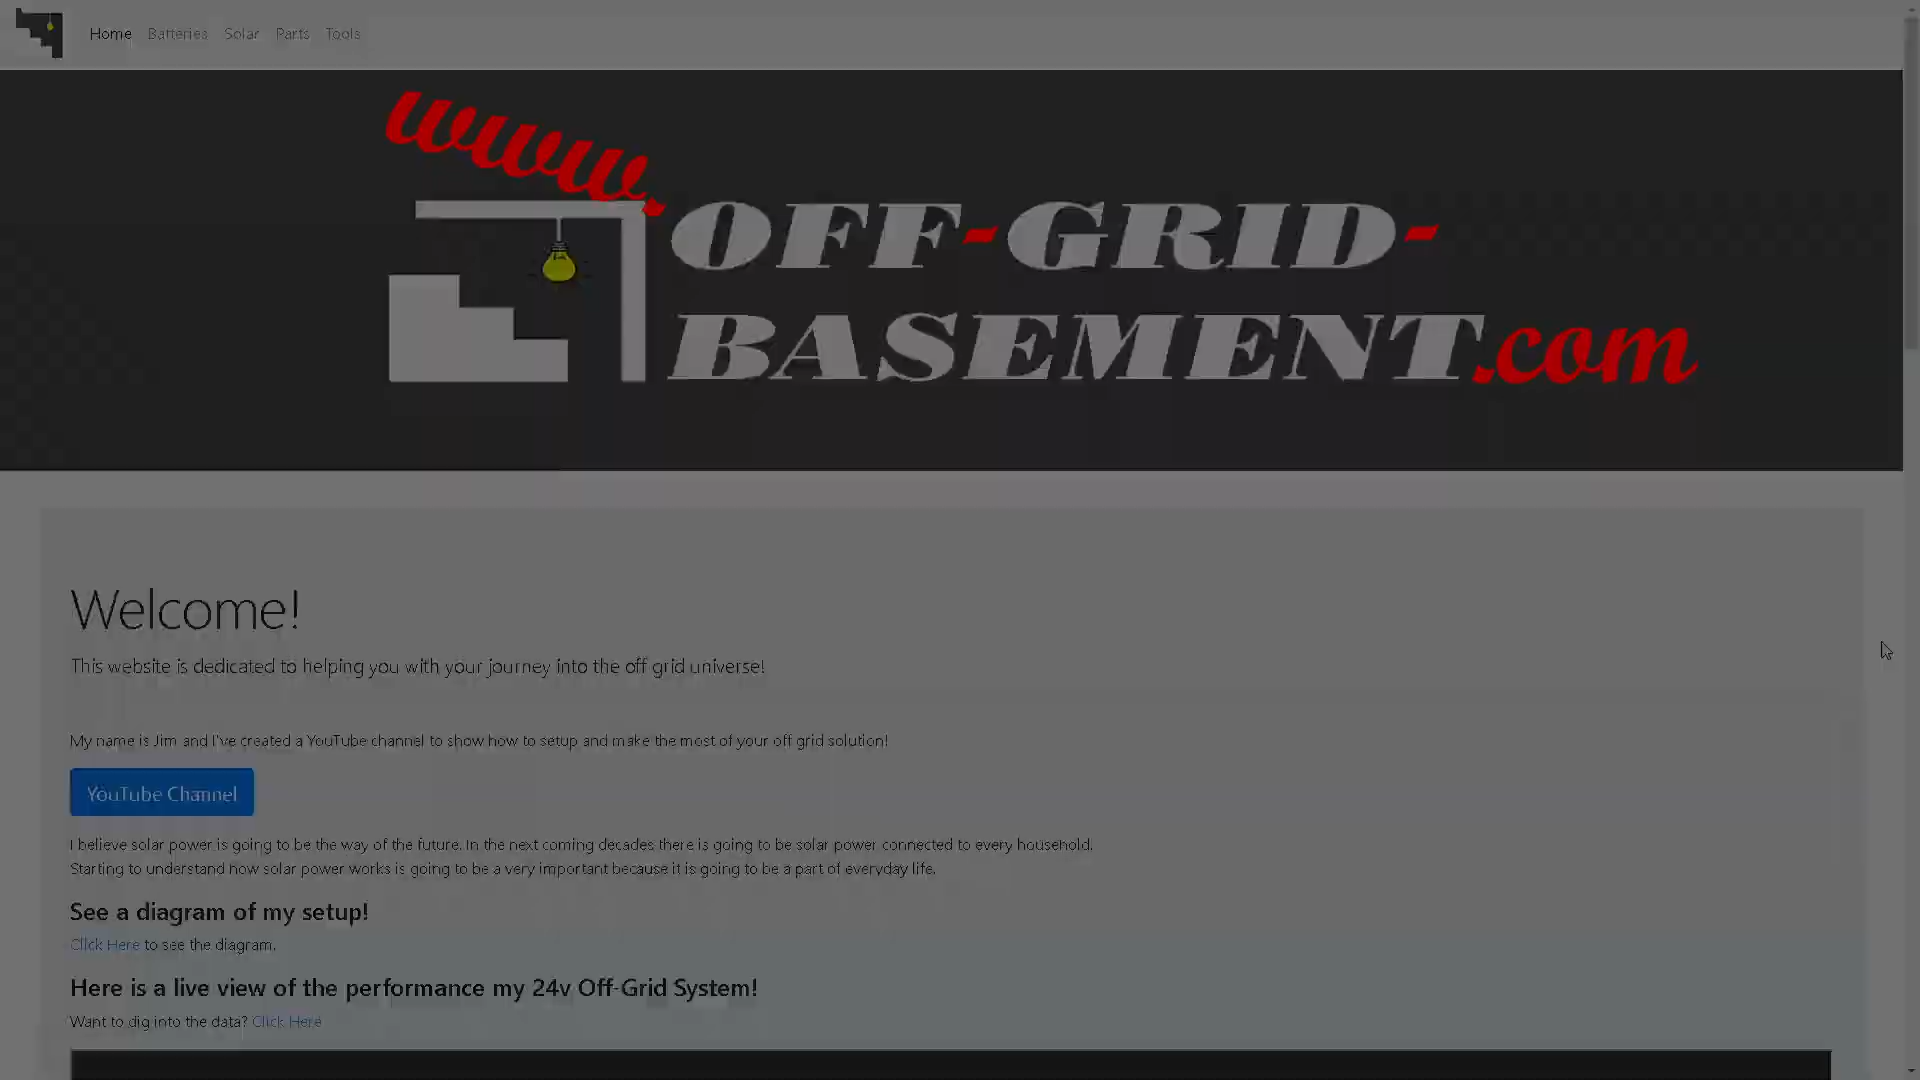 Home Batteries Solar Parts Tools
www.
OFF-GRID-
BASEMENT.com
Welcome!
This website is dedicated to helping you with your journey into the off grid universe!
My name is Jim and I've created a YouTube channel to show how to setup and make the most of your off grid solution!
YouTube Channel
I believe solar power is going to be the way of the future. In the next coming decades there is going to be solar power connected to every household.
Starting to understand how solar power works is going to be a very important because it is going to be a part of everyday life.
See a diagram of my setup!
Click Here to see the diagram.
Here is a live view of the performance my 24v Off-Grid System!
Want to dig into the data? Click Here